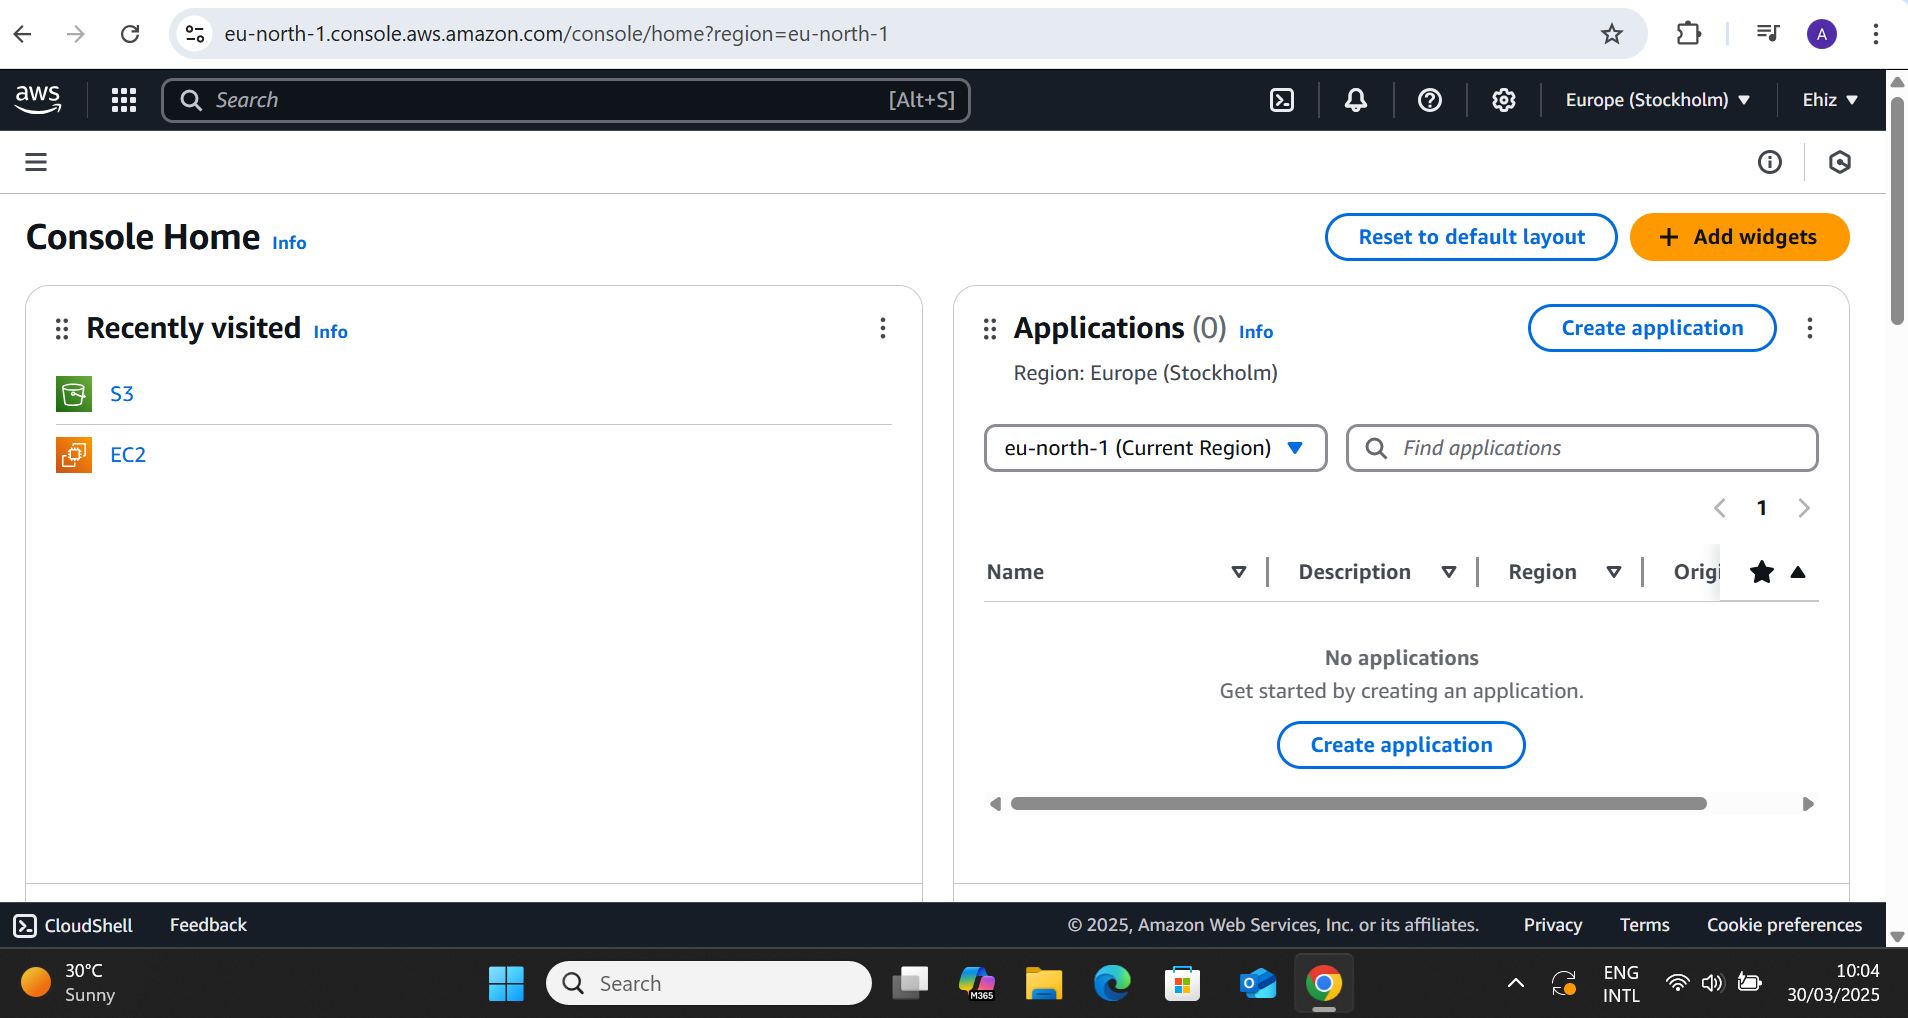 eu-north-1.console.aws.amazon.com/console/home?region=eu-north-1
A
aws
Search
[Alt+S]
Europe (Stockholm)
Ehiz
Console Home Info
Reset to default layout
+ Add widgets
Recently visited Info
S3
EC2
Applications (0) Info
Create application
Region: Europe (Stockholm)
eu-north-1 (Current Region)
Find applications
1
Name
Description
Region
Origi
No applications
Get started by creating an application.
Create application
CloudShell
Feedback
© 2025, Amazon Web Services, Inc. or its affiliates.
Privacy
Terms
Cookie preferences
30°C
Sunny
Search
M365
ENG
INTL
10:04
30/03/2025